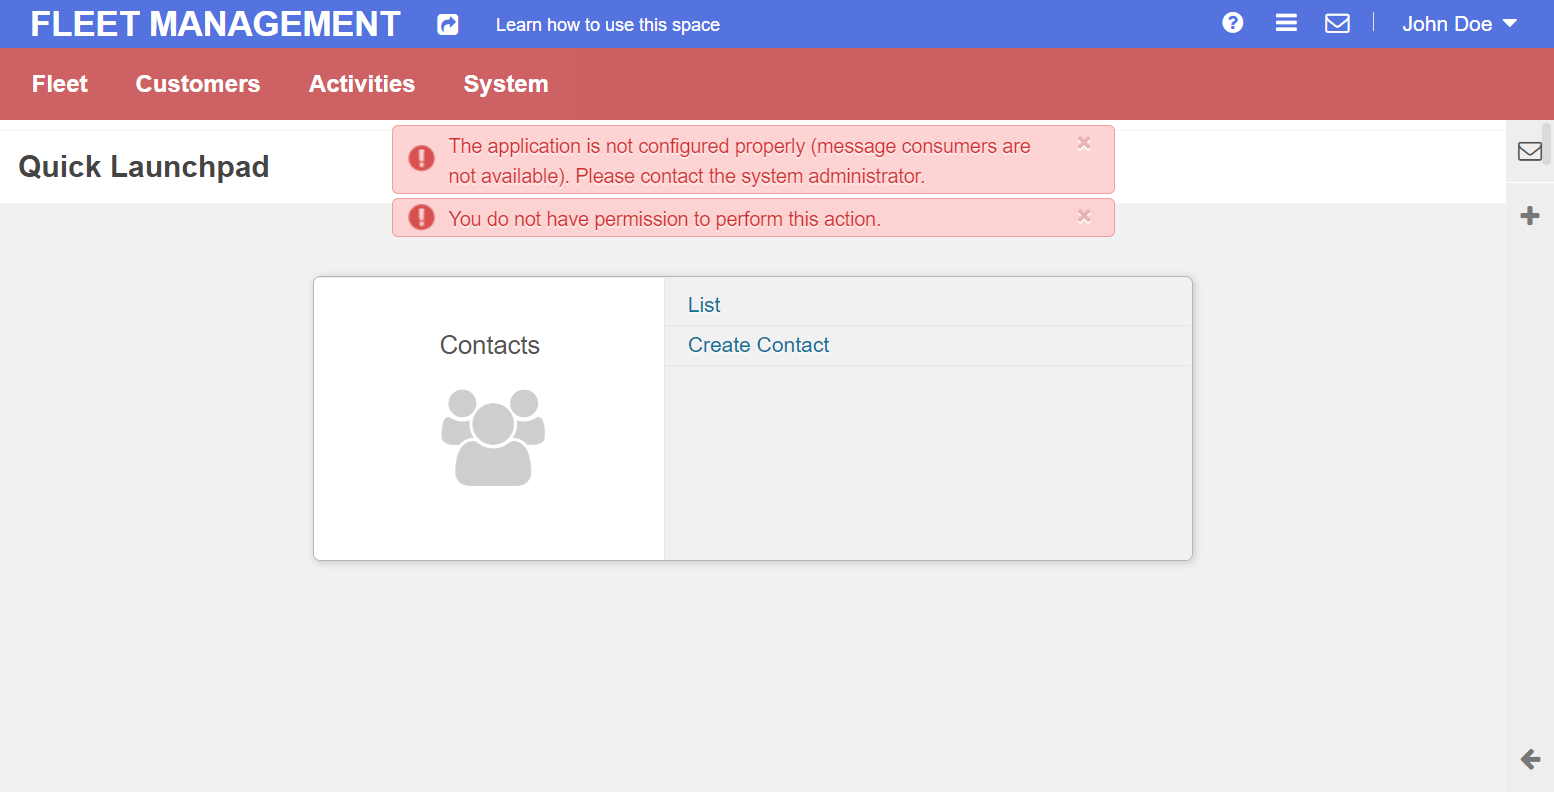 FLEET MANAGEMENT
Learn how to use this space
John Doe
Fleet
Customers
Activities
System
Quick Launchpad
The application is not configured properly (message consumers are
not available). Please contact the system administrator.
You do not have permission to perform this action.
Contacts
List
Create Contact